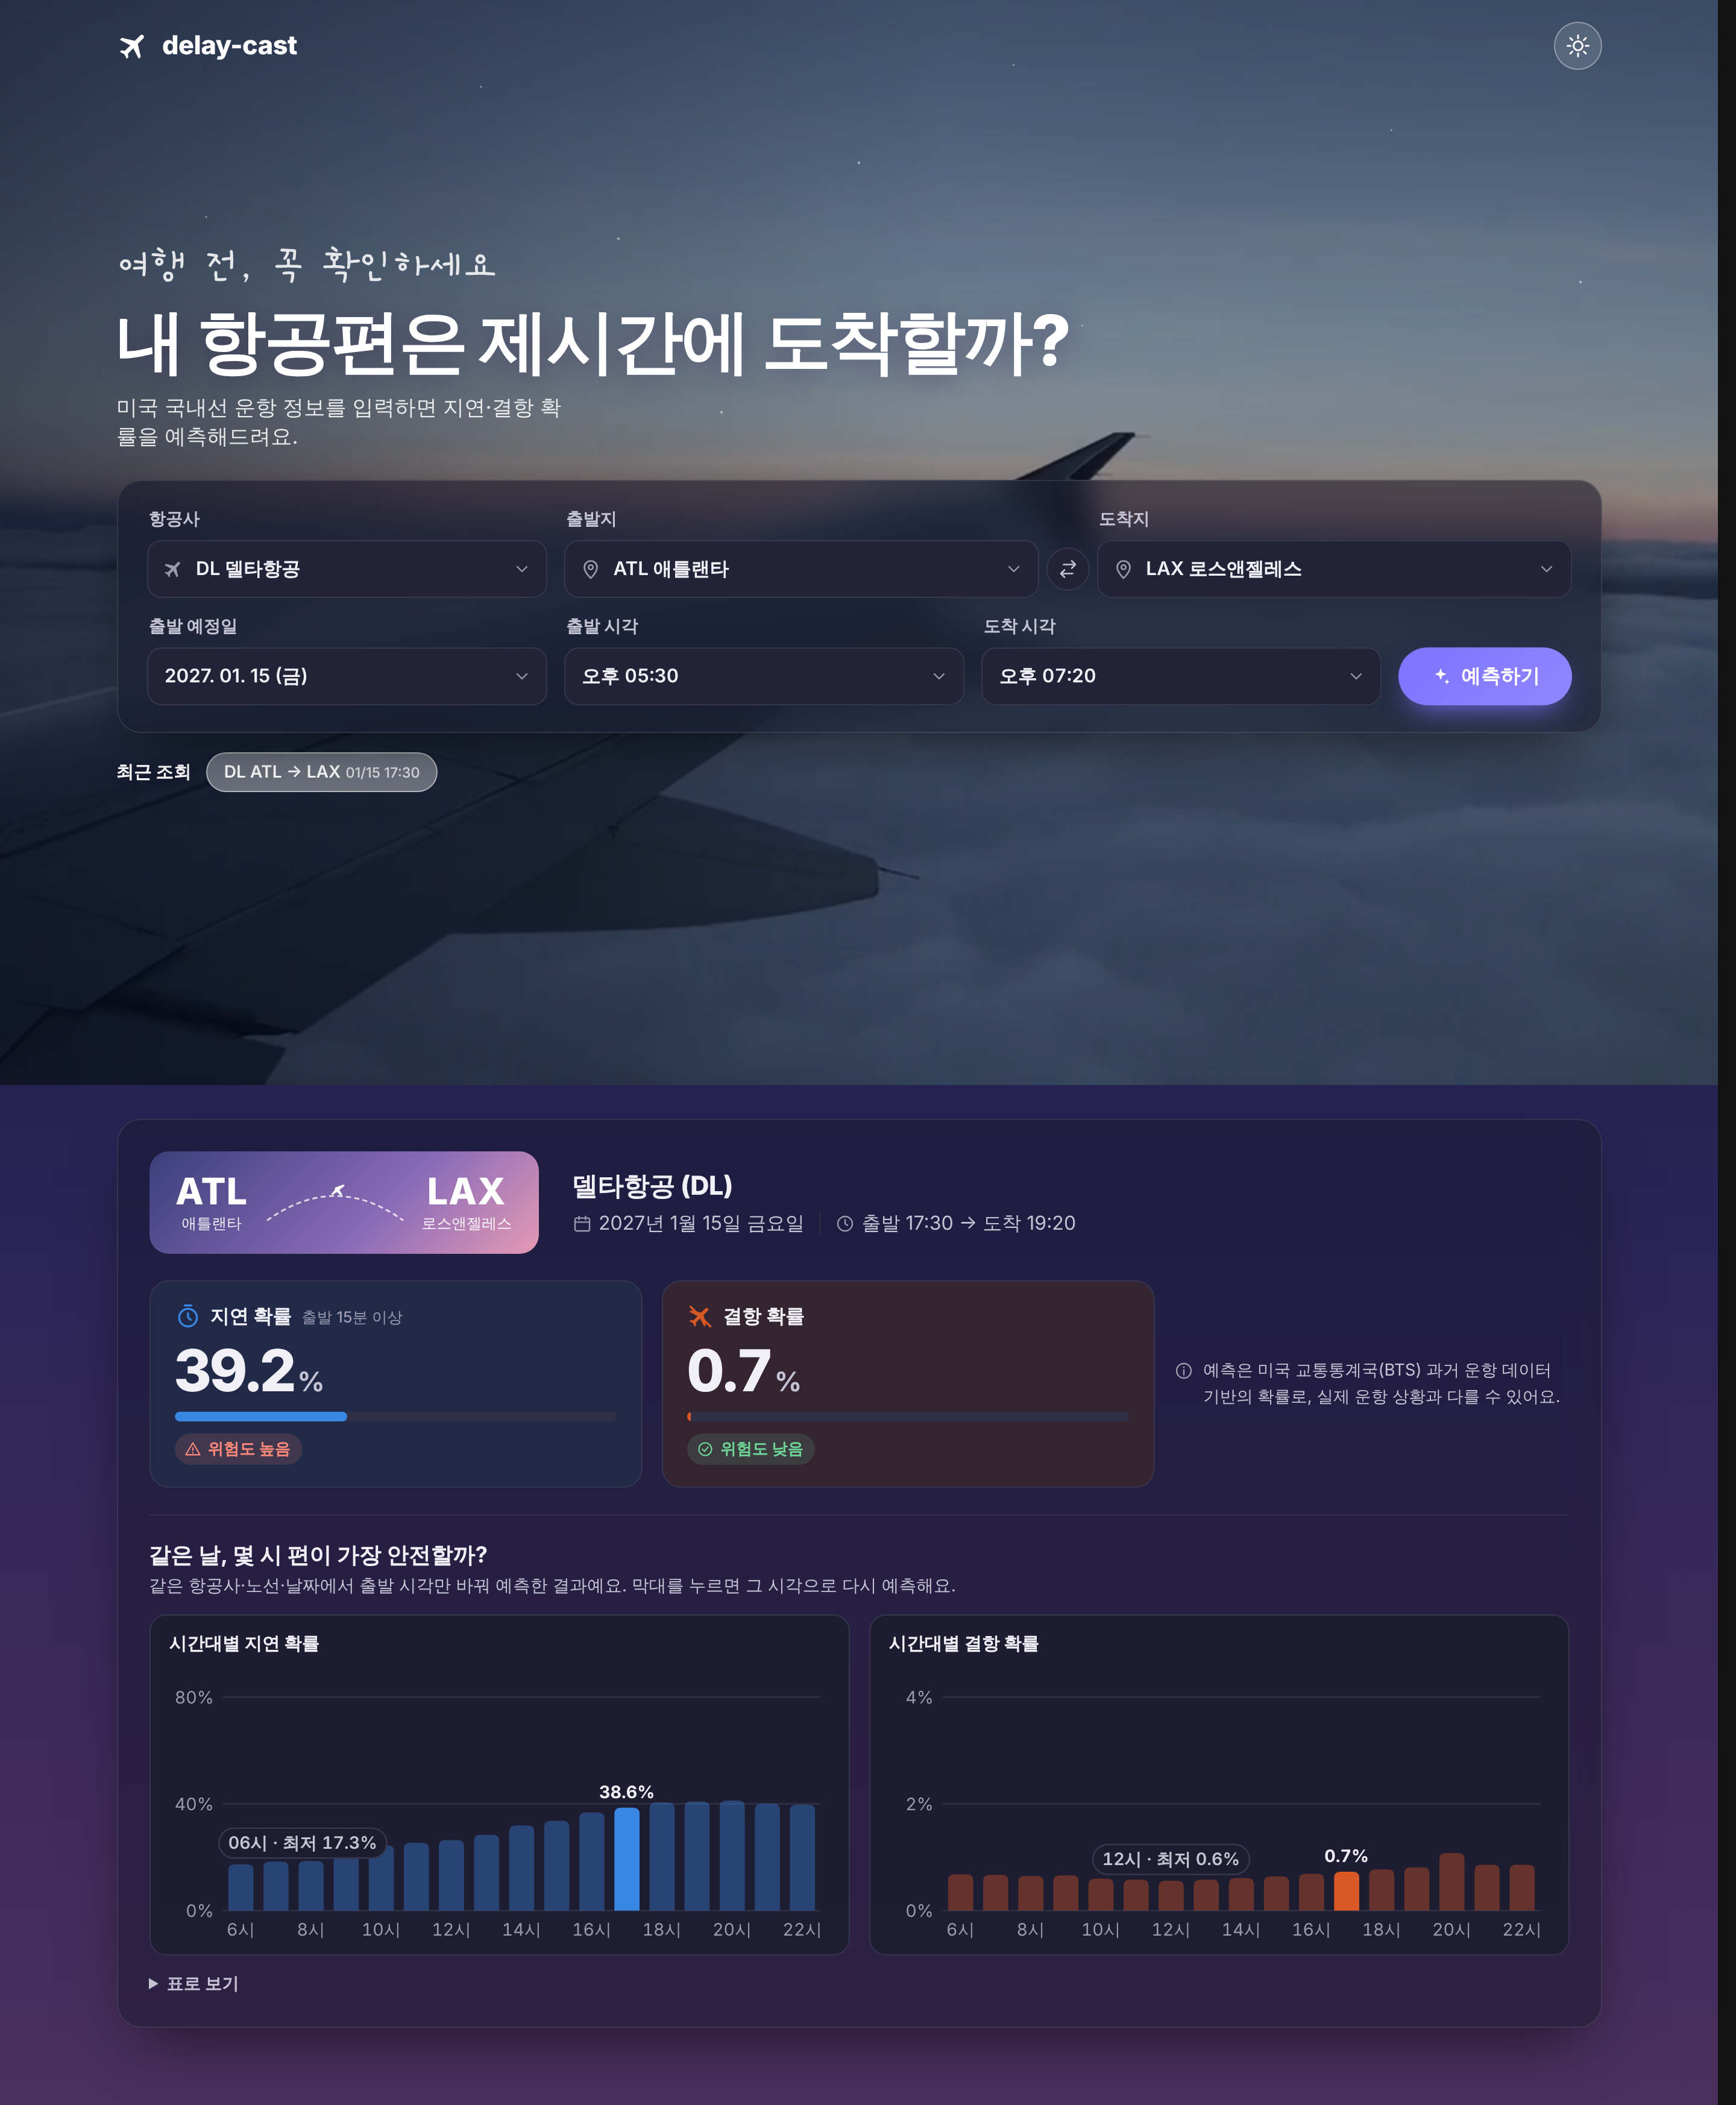 delay-cast
여행 전, 꼭 확인하세요
내 항공편은 제시간에 도착할까?
미국 국내선 운항 정보를 입력하면 지연·결항 확
률을 예측해드려요.
항공사 출발지 도착지
DL 델타항공 ATL 애틀랜타 LAX 로스앤젤레스
출발 예정일 출발 시각 도착 시각
2027. 01. 15 (금) 오후 05:30 오후 07:20 예측하기
최근 조회 DL ATL → LAX 01/15 17:30
ATL LAX
애틀랜타 로스앤젤레스
델타항공 (DL)
2027년 1월 15일 금요일 출발 17:30 → 도착 19:20
지연 확률 출발 15분 이상
39.2%
위험도 높음
결항 확률
0.7%
위험도 낮음
예측은 미국 교통통계국(BTS) 과거 운항 데이터
기반의 확률로, 실제 운항 상황과 다를 수 있어요.
같은 날, 몇 시 편이 가장 안전할까?
같은 항공사·노선·날짜에서 출발 시각만 바꿔 예측한 결과예요. 막대를 누르면 그 시각으로 다시 예측해요.
시간대별 지연 확률
80%
38.6%
40%
06시 · 최저 17.3%
0%
6시 8시 10시 12시 14시 16시 18시 20시 22시
시간대별 결항 확률
4%
2%
12시 · 최저 0.6% 0.7%
0%
6시 8시 10시 12시 14시 16시 18시 20시 22시
▶ 표로 보기